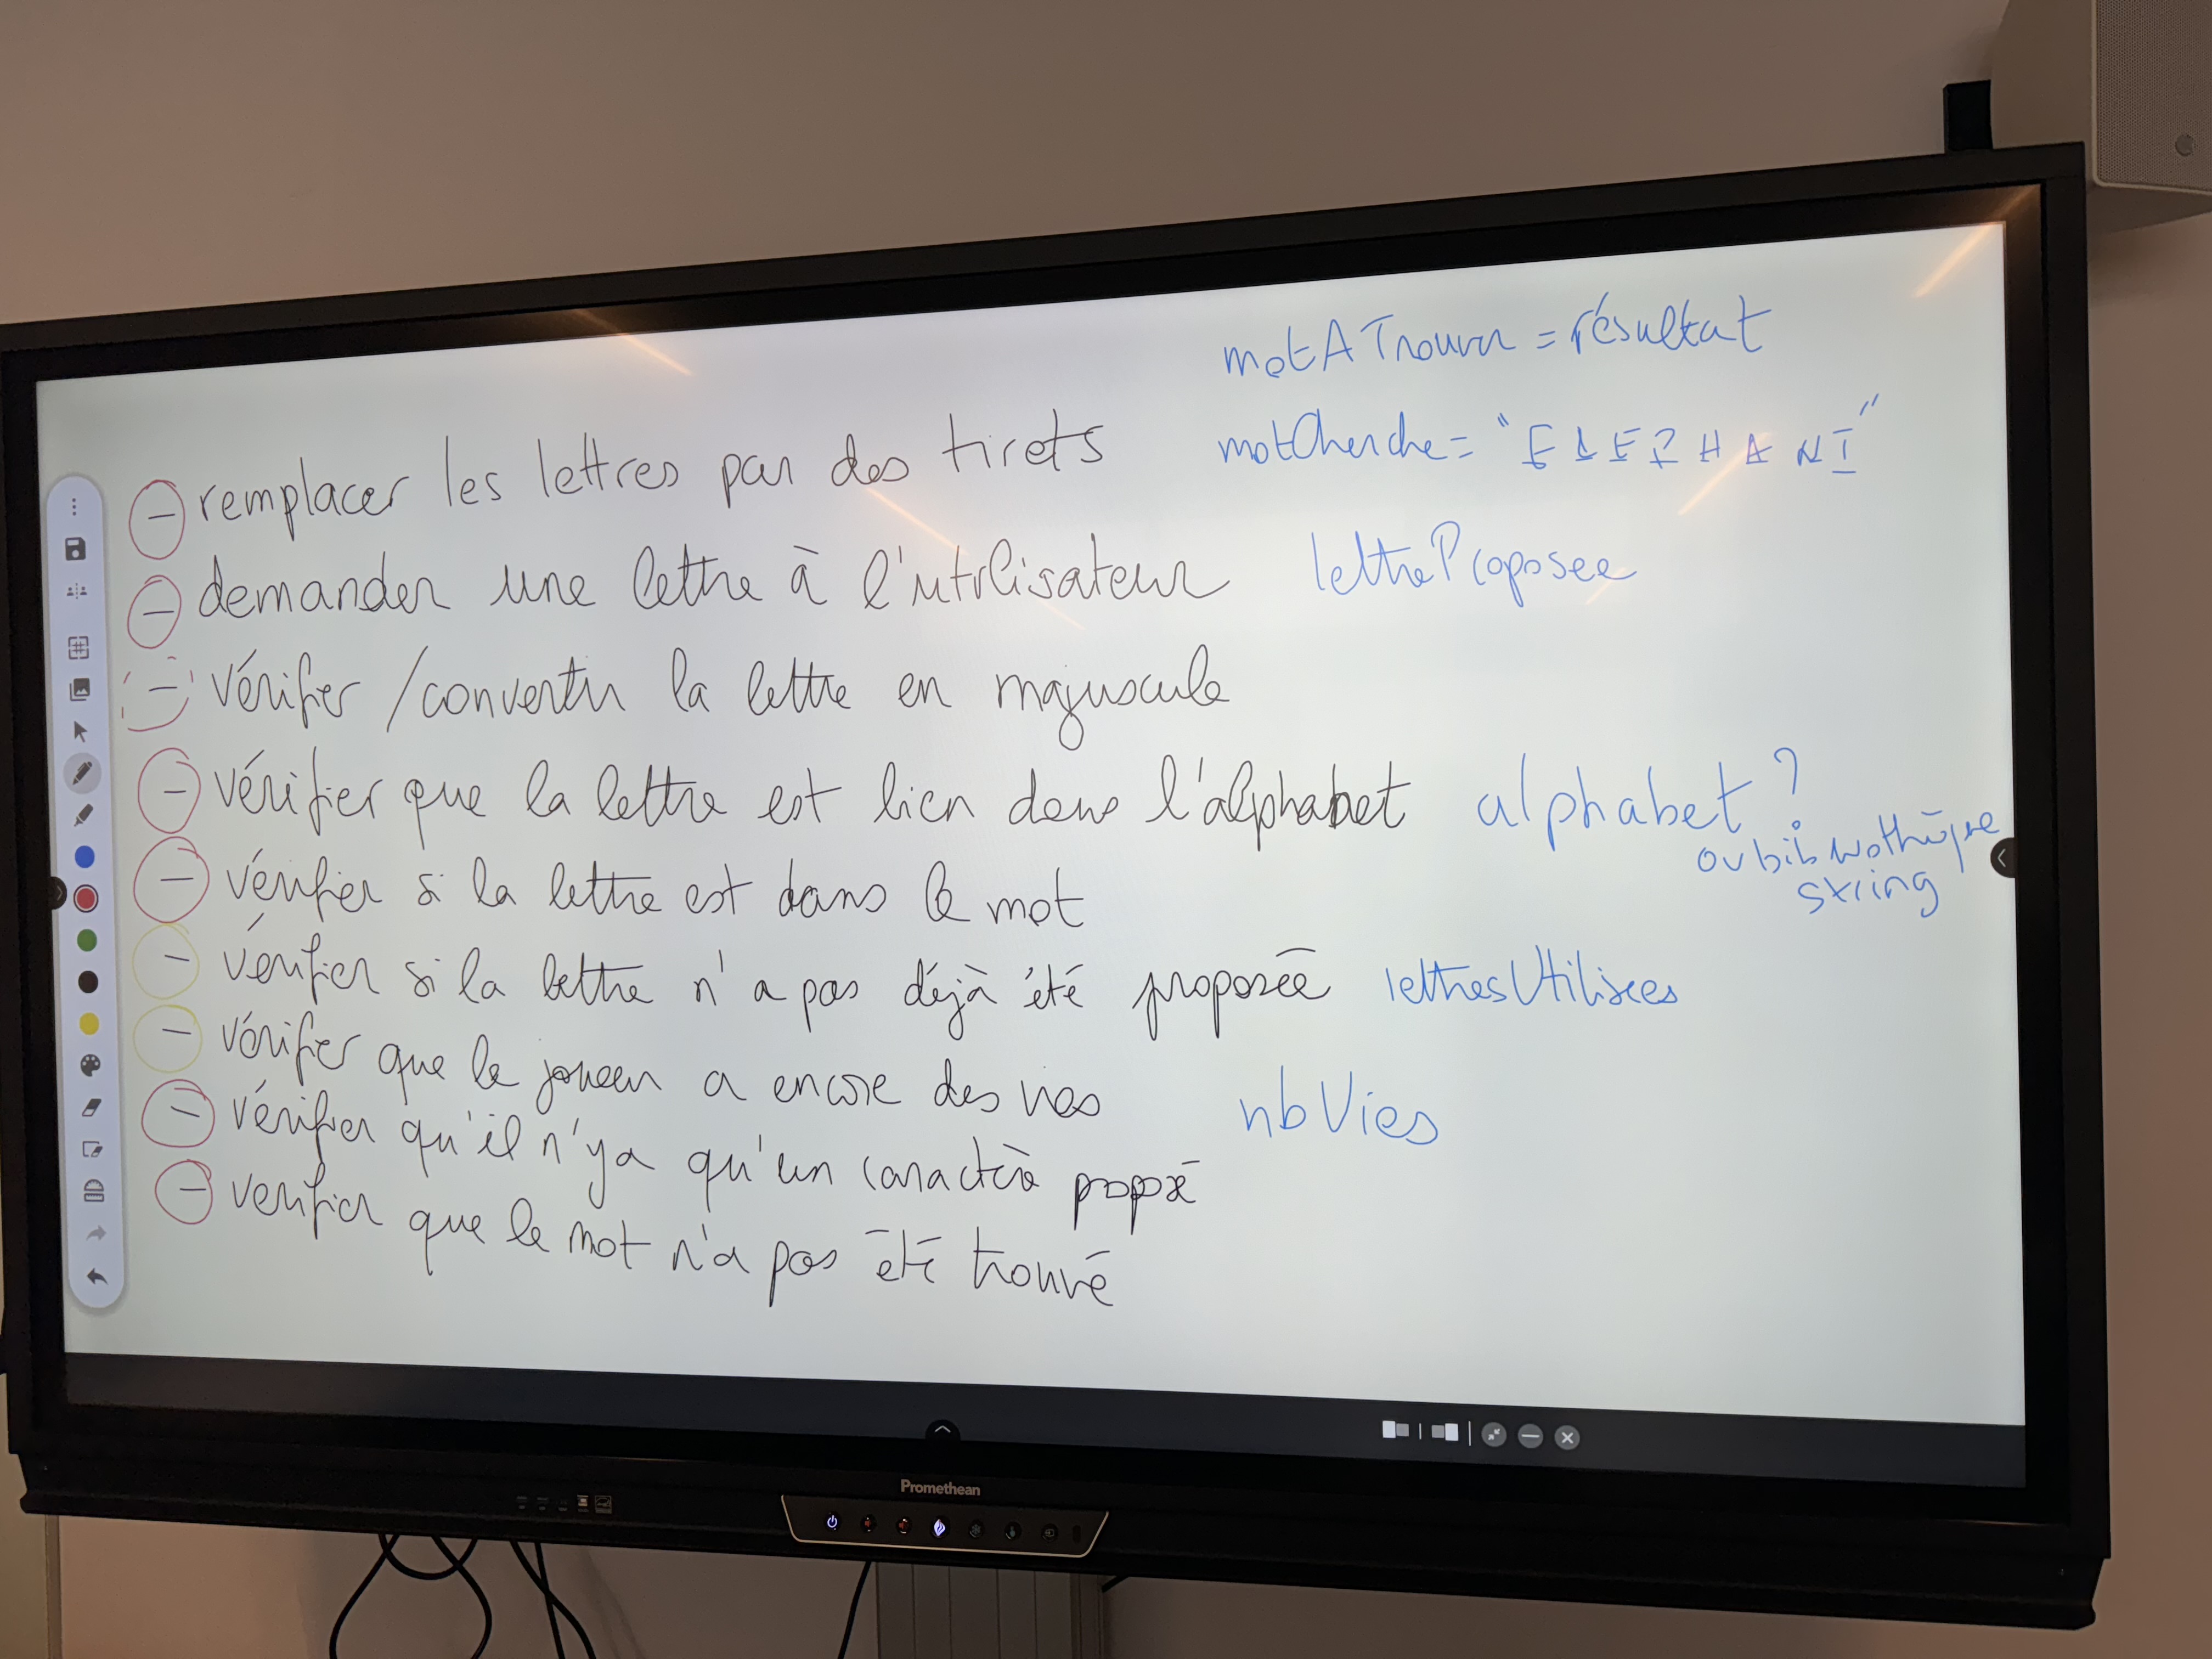 motATrouver = résultat
- remplacer les lettres par des tirets
motCherche = "
- demander une lettre à l'utilisateur lettreProposee
- vérifier / convertir la lettre en majuscule
- vérifier que la lettre est bien dans l'alphabet alphabet ?
ou bibliothèque
string
- vérifier si la lettre est dans le mot
- vérifier si la lettre n'a pas déjà été proposée lettresUtilisees
- vérifier que le joueur a encore des vies nbVies
- vérifier qu'il n'y a qu'un caractère proposé
- verifier que le mot n'a pas été trouvé
Promethean